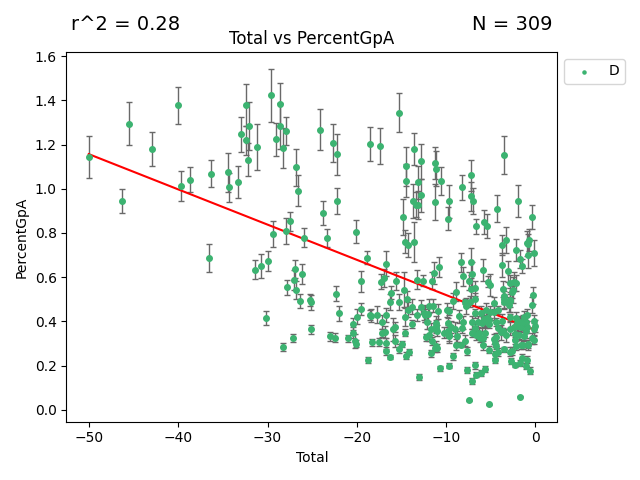 r^2 = 0.28
N = 309
Total vs PercentGpA
D
1.6
1.4
1.2
1.0
0.8
0.6
0.4
0.2
0.0
PercentGpA
−50
−40
−30
−20
−10
0
Total